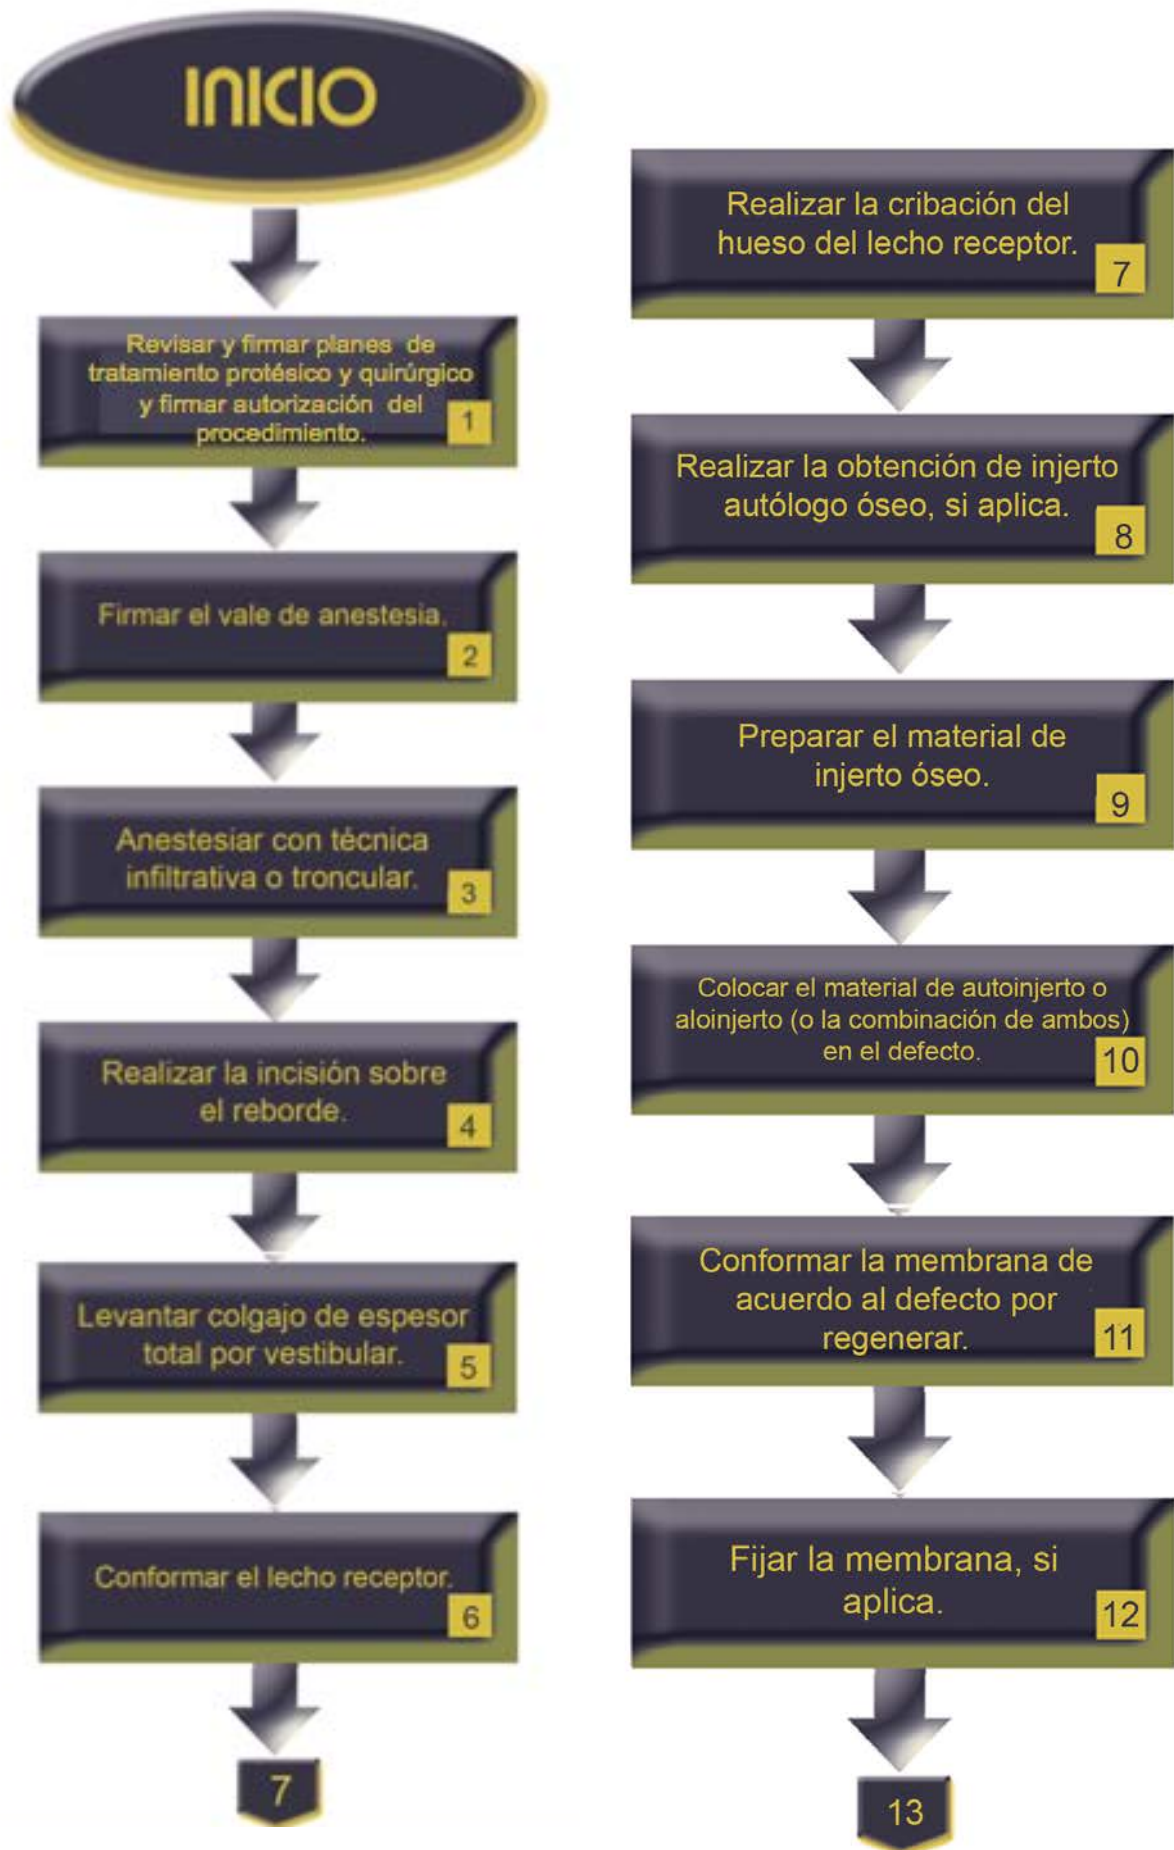 INICIO
Revisar y firmar planes de
tratamiento protésico y quirúrgico
y firmar autorización del
procedimiento.
1
Firmar el vale de anestesia.
2
Anestesiar con técnica
infiltrativa o troncular.
3
Realizar la incisión sobre
el reborde.
4
Levantar colgajo de espesor
total por vestibular.
5
Conformar el lecho receptor.
6
7
Realizar la cribación del
hueso del lecho receptor.
7
Realizar la obtención de injerto
autólogo óseo, si aplica.
8
Preparar el material de
injerto óseo.
9
Colocar el material de autoinjerto o
aloinjerto (o la combinación de ambos)
en el defecto.
10
Conformar la membrana de
acuerdo al defecto por
regenerar.
11
Fijar la membrana, si
aplica.
12
13